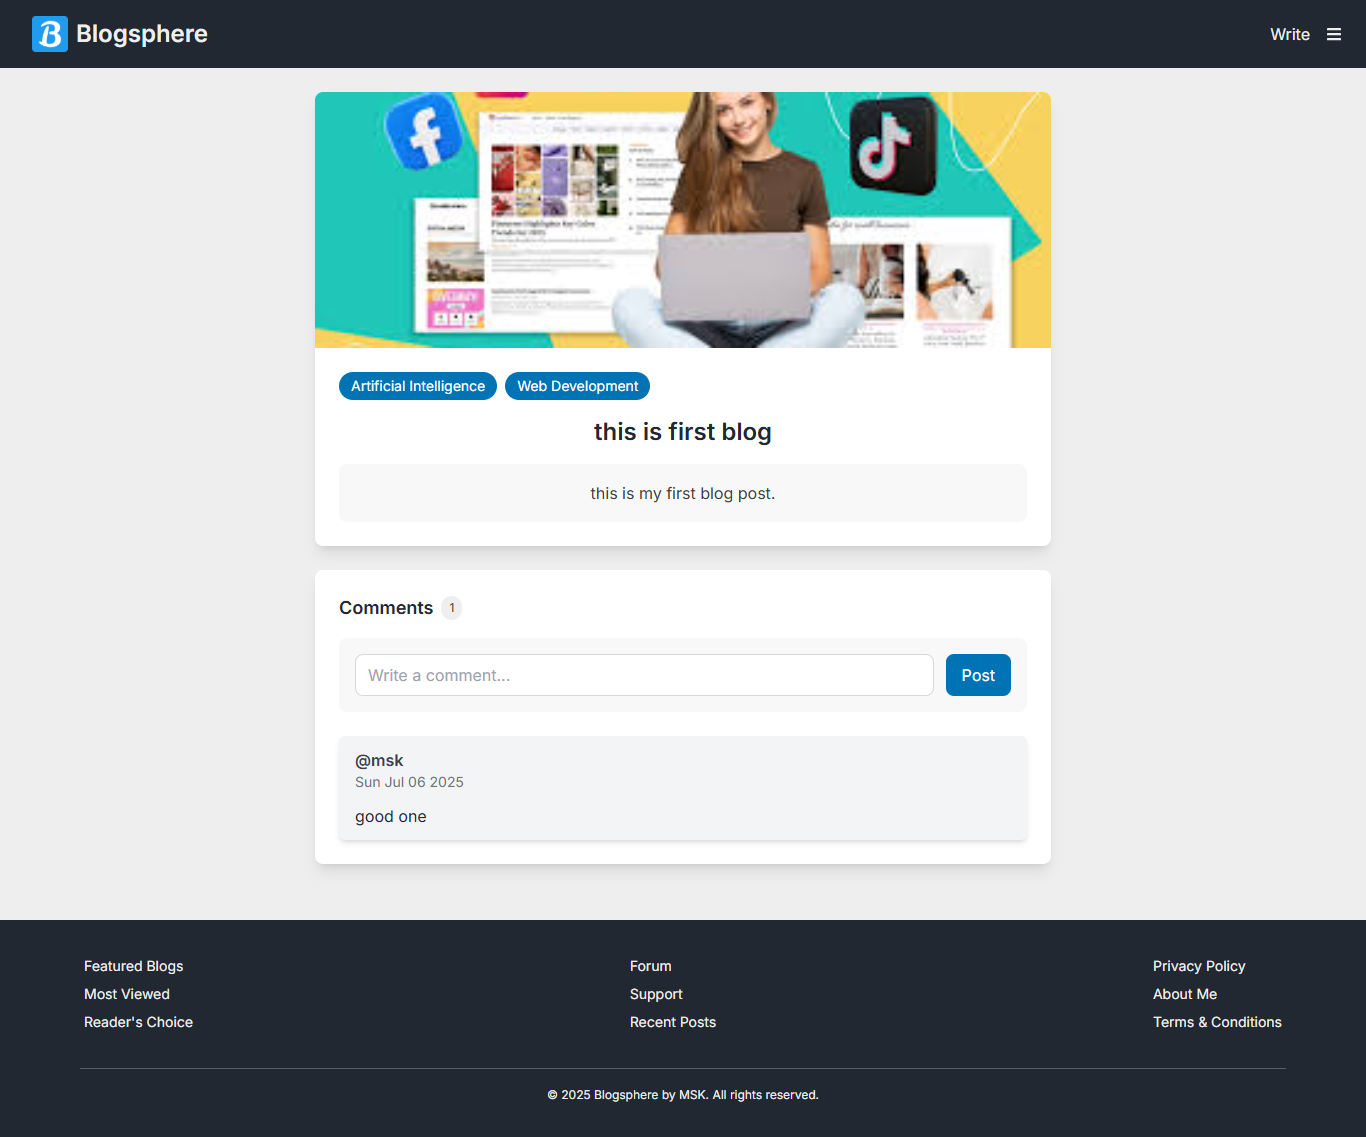 Blogsphere
Write
Artificial Intelligence
Web Development
this is first blog
this is my first blog post.
Comments 1
Write a comment...
Post
@msk
Sun Jul 06 2025
good one
Featured Blogs
Most Viewed
Reader's Choice
Forum
Support
Recent Posts
Privacy Policy
About Me
Terms & Conditions
© 2025 Blogsphere by MSK. All rights reserved.